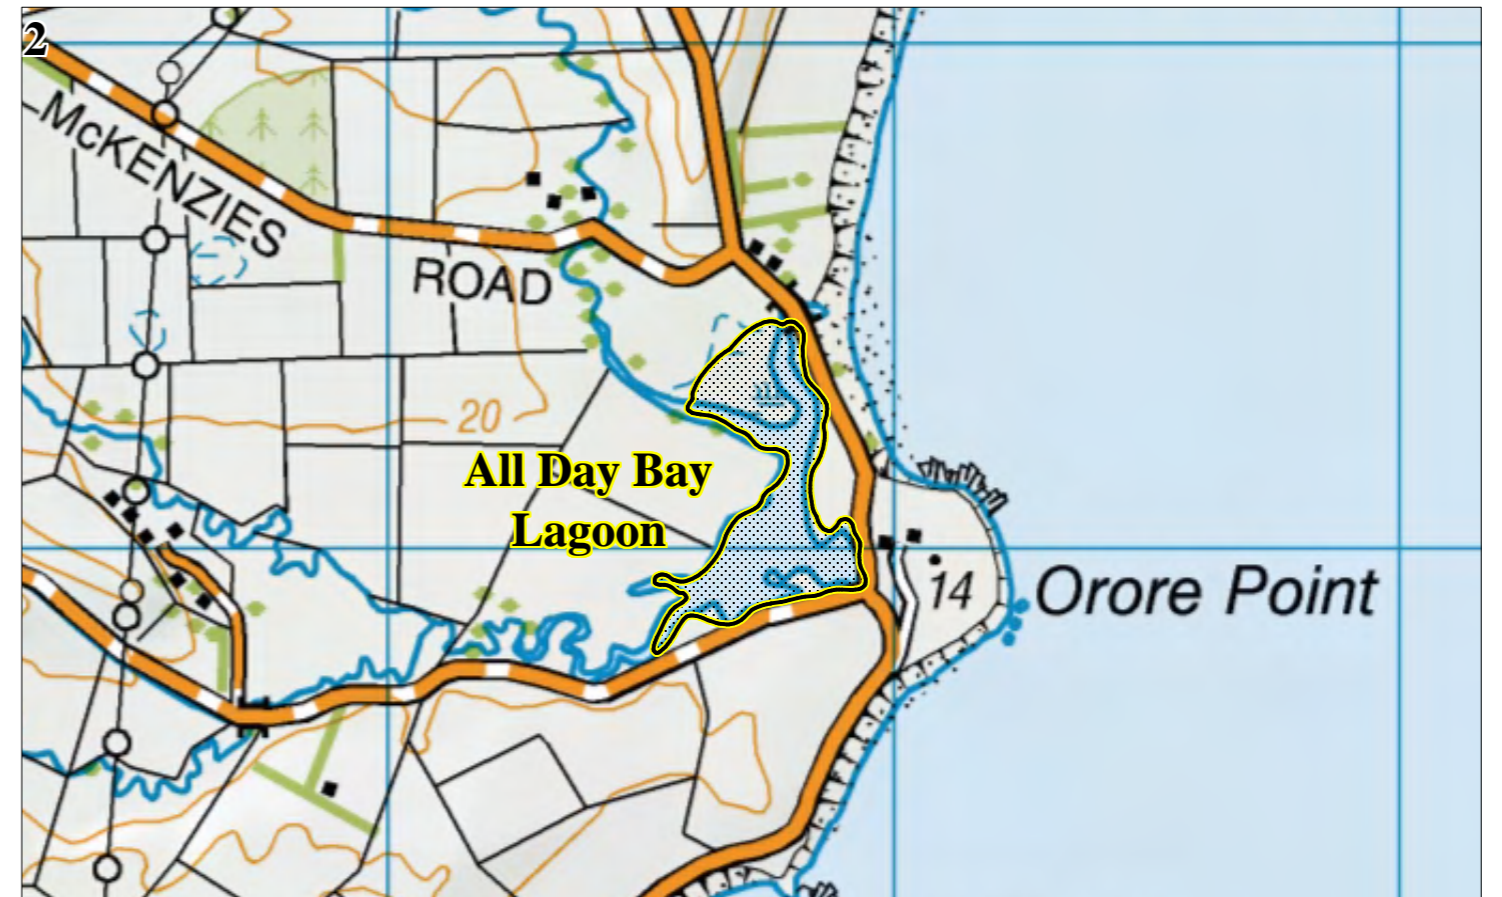 2
McKENZIES
ROAD
20
All Day Bay
Lagoon
14
Orore Point